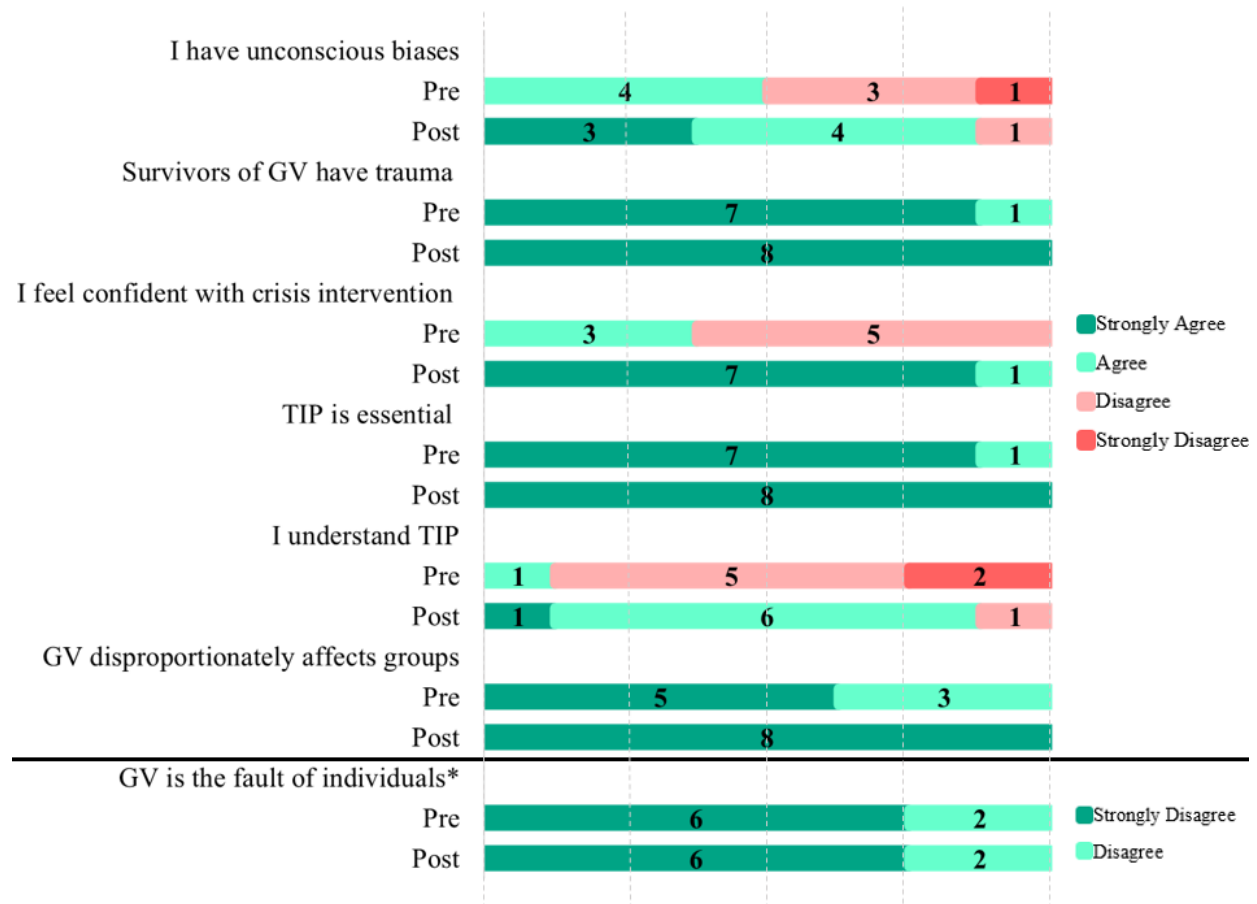 I have unconscious biases
Pre 4 3 1
Post 3 4 1
Survivors of GV have trauma
Pre 7 1
Post 8
I feel confident with crisis intervention
Pre 3 5
Post 7 1
TIP is essential
Pre 7 1
Post 8
I understand TIP
Pre 1 5 2
Post 1 6 1
GV disproportionately affects groups
Pre 5 3
Post 8
GV is the fault of individuals*
Pre 6 2
Post 6 2
Strongly Agree
Agree
Disagree
Strongly Disagree
Strongly Disagree
Disagree